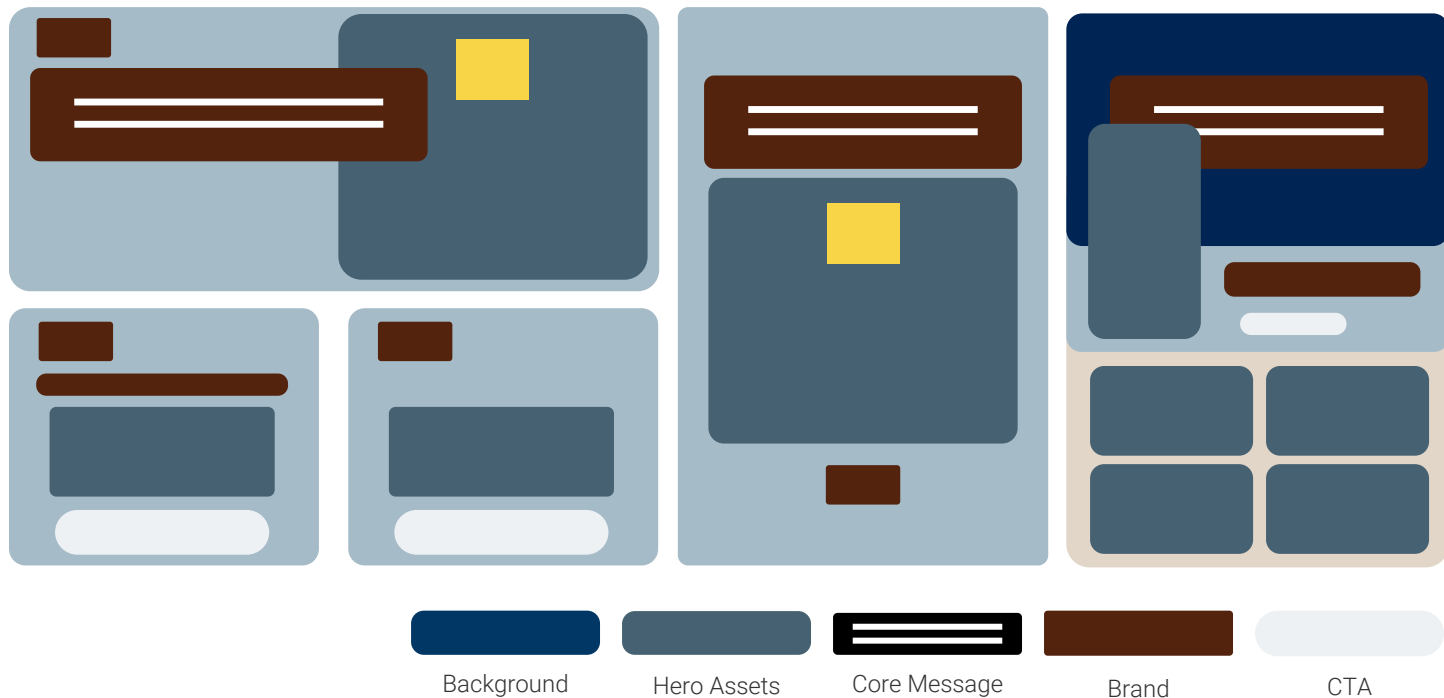 Background
Hero Assets
Core Message
Brand
CTA